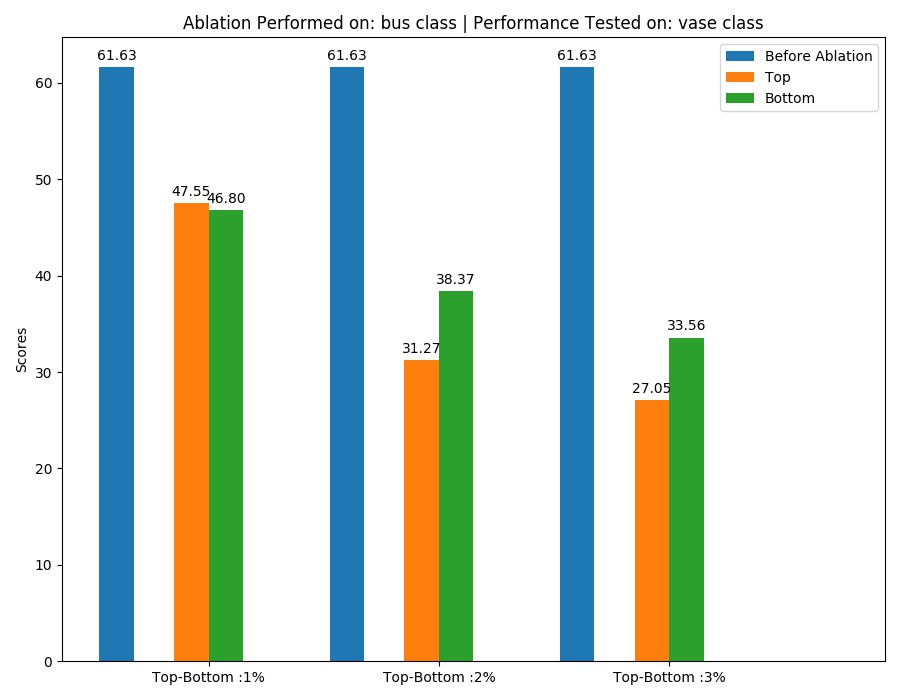 Ablation Performed on: bus class | Performance Tested on: vase class
Before Ablation
Top
Bottom
61.63
61.63
61.63
47.55
46.80
31.27
38.37
27.05
33.56
Scores
60
50
40
30
20
10
0
Top-Bottom :1%
Top-Bottom :2%
Top-Bottom :3%